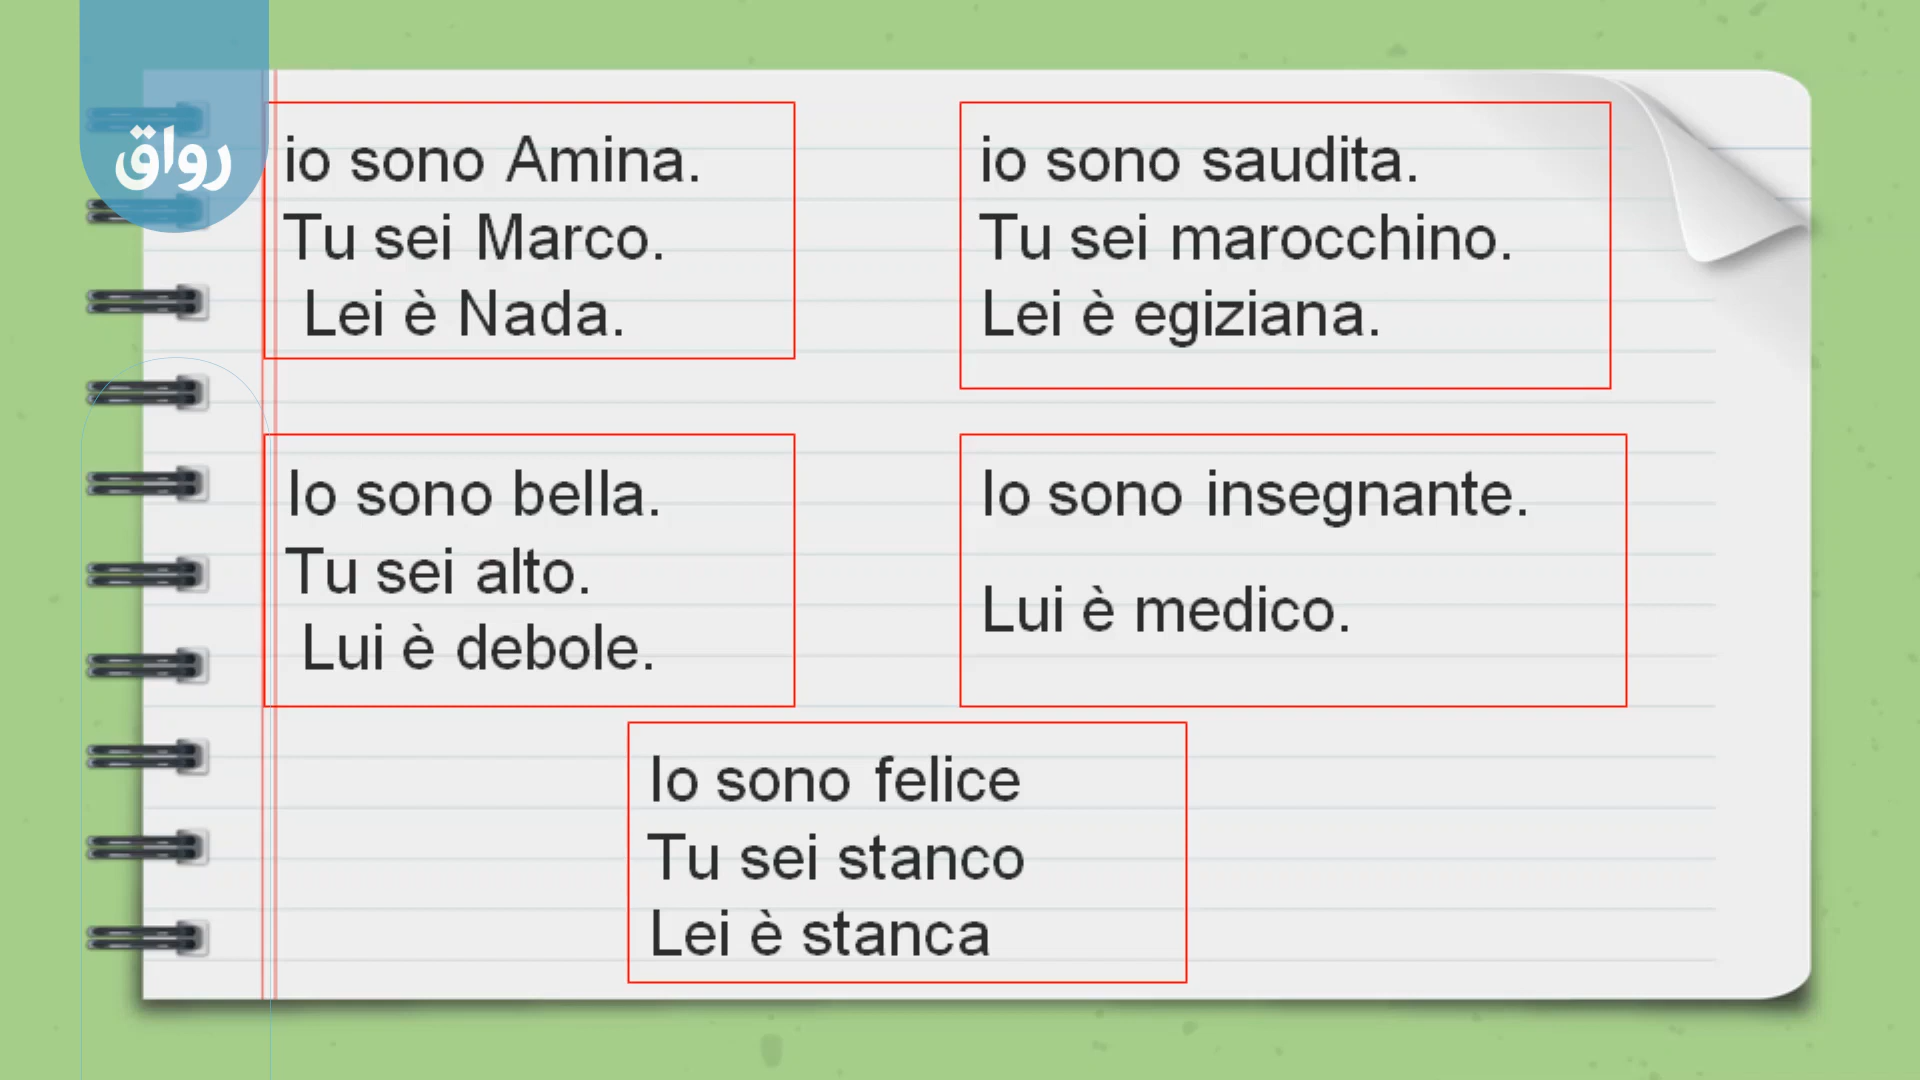 رواق
io sono Amina.
Tu sei Marco.
Lei è Nada.
io sono saudita.
Tu sei marocchino.
Lei è egiziana.
Io sono bella.
Tu sei alto.
Lui è debole.
Io sono insegnante.
Lui è medico.
Io sono felice
Tu sei stanco
Lei è stanca